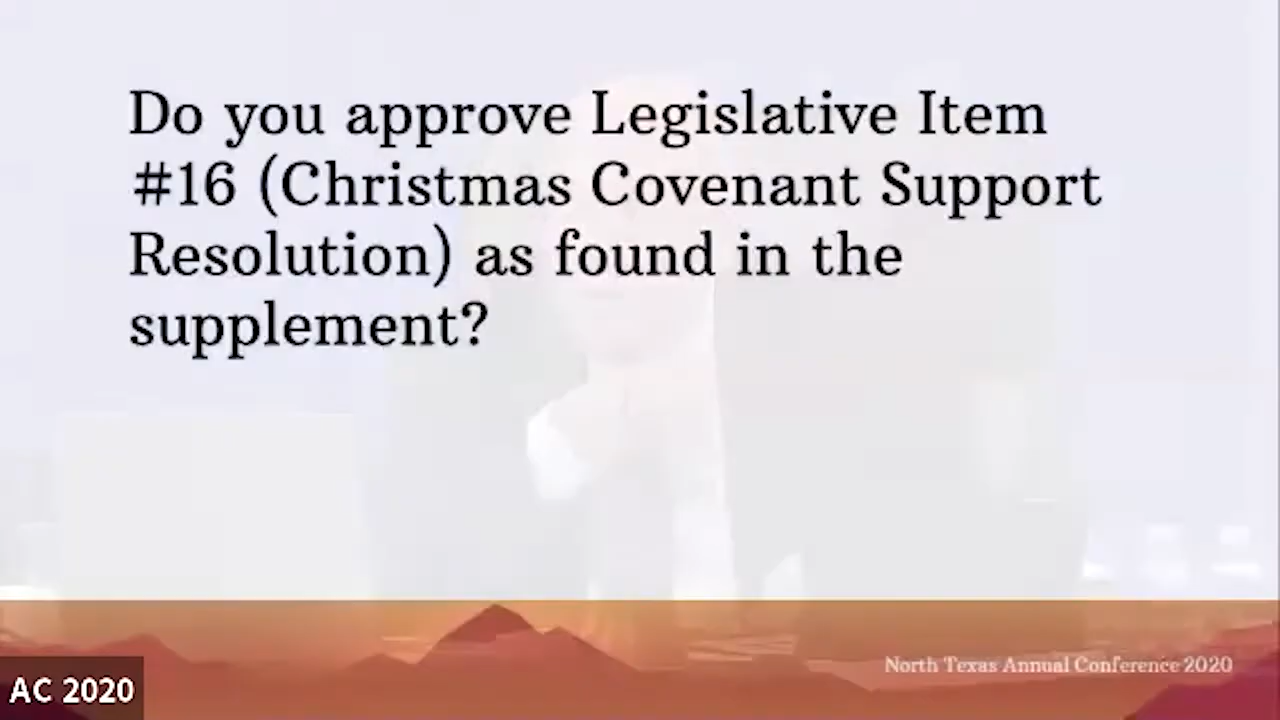 Do you approve Legislative Item
#16 (Christmas Covenant Support
Resolution) as found in the
supplement?
North Texas Annual Conference 2020
AC 2020